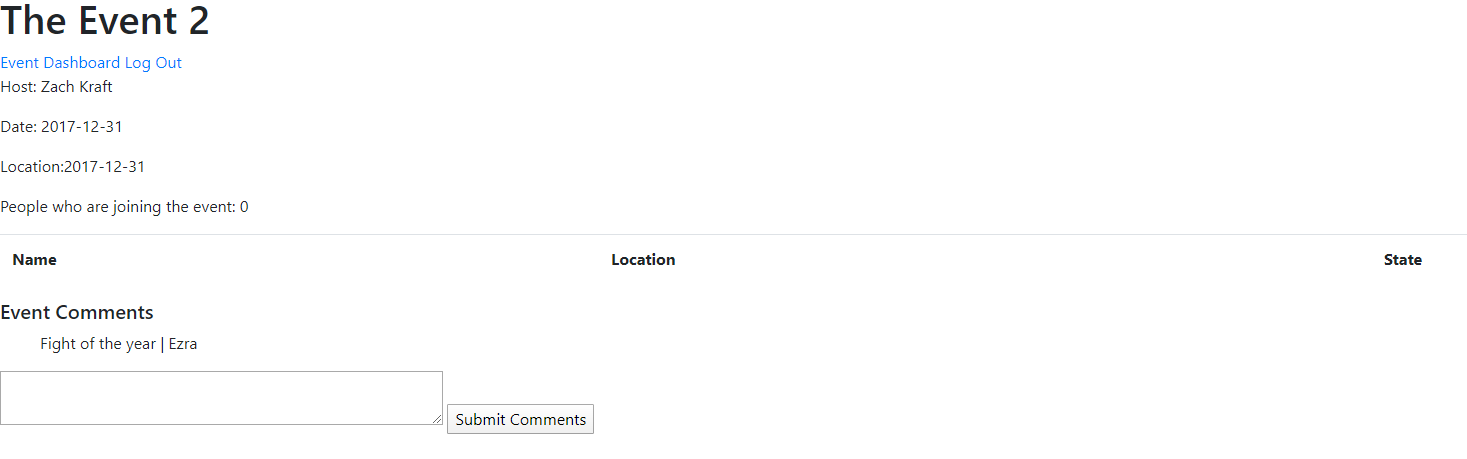 The Event 2
Event Dashboard Log Out
Host: Zach Kraft
Date: 2017-12-31
Location:2017-12-31
People who are joining the event: 0
Name Location State
Event Comments
Fight of the year | Ezra
Submit Comments